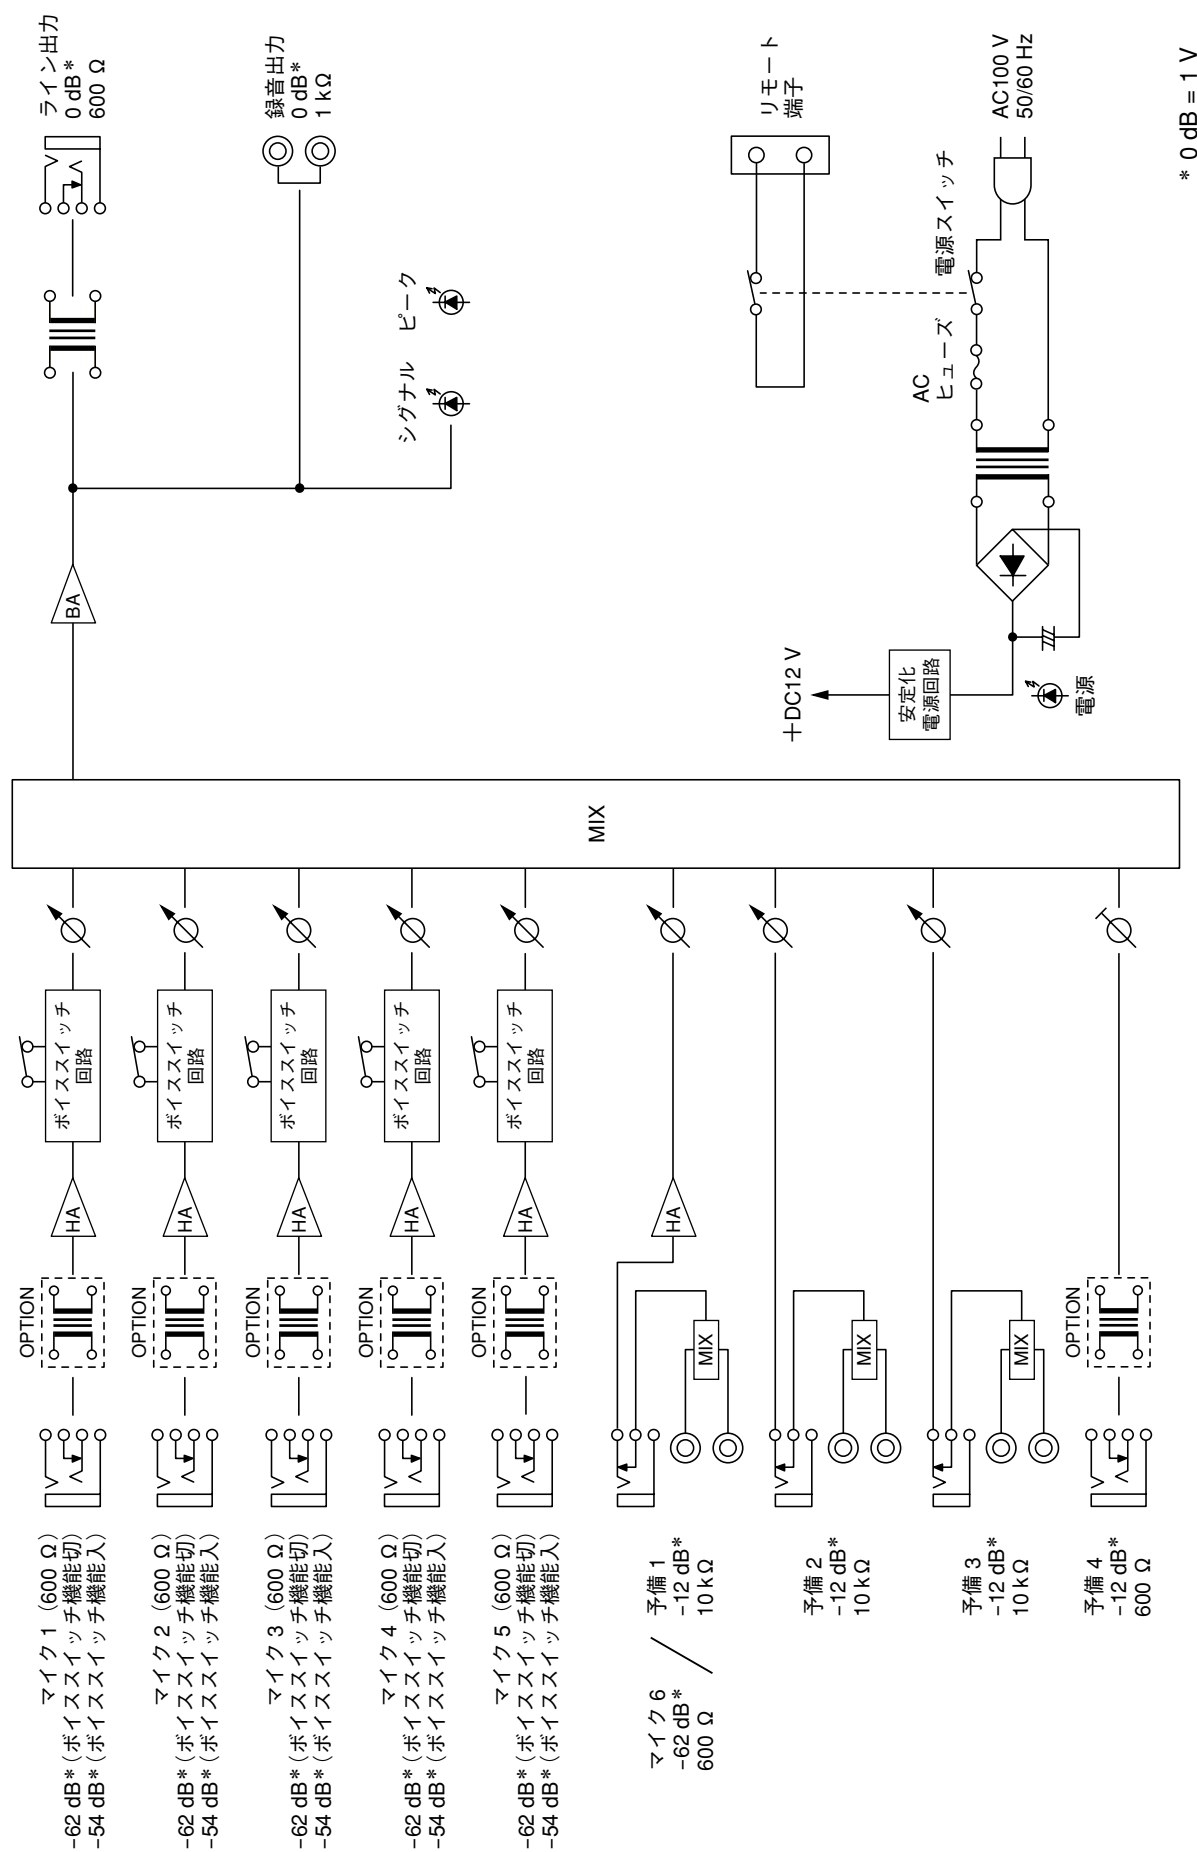 マイク 1（600 Ω）
-62 dB*（ボイススイッチ機能切）
-54 dB*（ボイススイッチ機能入）
OPTION
HA
ボイススイッチ
回路
マイク 2（600 Ω）
-62 dB*（ボイススイッチ機能切）
-54 dB*（ボイススイッチ機能入）
OPTION
HA
ボイススイッチ
回路
マイク 3（600 Ω）
-62 dB*（ボイススイッチ機能切）
-54 dB*（ボイススイッチ機能入）
OPTION
HA
ボイススイッチ
回路
マイク 4（600 Ω）
-62 dB*（ボイススイッチ機能切）
-54 dB*（ボイススイッチ機能入）
OPTION
HA
ボイススイッチ
回路
マイク 5（600 Ω）
-62 dB*（ボイススイッチ機能切）
-54 dB*（ボイススイッチ機能入）
OPTION
HA
ボイススイッチ
回路
マイク 6
-62 dB*
600 Ω
予備 1
-12 dB*
10 kΩ
MIX
HA
予備 2
-12 dB*
10 kΩ
MIX
予備 3
-12 dB*
10 kΩ
MIX
予備 4
-12 dB*
600 Ω
OPTION
MIX
BA
ライン出力
0 dB*
600 Ω
録音出力
0 dB*
1 kΩ
シグナル
ピーク
リモート
端子
＋DC12 V
安定化
電源回路
電源
AC
ヒューズ
電源スイッチ
AC100 V
50/60 Hz
* 0 dB = 1 V